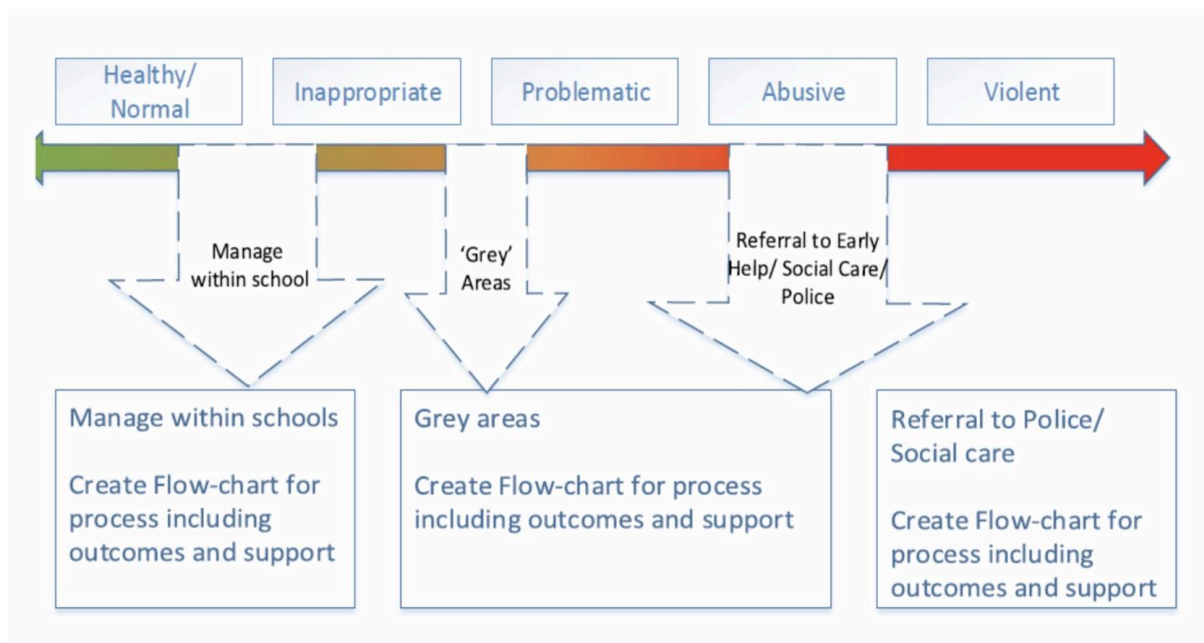 Healthy/
Normal
Inappropriate
Problematic
Abusive
Violent
Manage
within school
‘Grey’
Areas
Referral to Early
Help/ Social Care/
Police
Manage within schools
Create Flow-chart for
process including
outcomes and support
Grey areas
Create Flow-chart for process
including outcomes and support
Referral to Police/
Social care
Create Flow-chart for
process including
outcomes and support